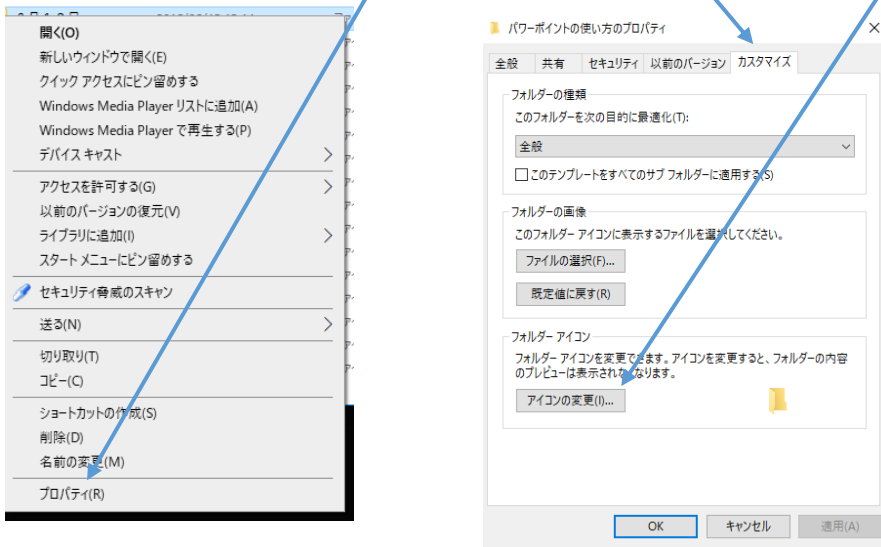 開く(O)
新しいウィンドウで開く(E)
クイック アクセスにピン留めする
Windows Media Player リストに追加(A)
Windows Media Player で再生する(P)
デバイス キャスト
アクセスを許可する(G)
以前のバージョンの復元(V)
ライブラリに追加(I)
スタート メニューにピン留めする
セキュリティ脅威のスキャン
送る(N)
切り取り(T)
コピー(C)
ショートカットの作成(S)
削除(D)
名前の変更(M)
プロパティ(R)
パワーポイントの使い方のプロパティ
全般 共有 セキュリティ 以前のバージョン カスタマイズ
フォルダーの種類
このフォルダーを次の目的に最適化(T):
全般
このテンプレートをすべてのサブ フォルダーに適用する(S)
フォルダーの画像
このフォルダー アイコンに表示するファイルを選択してください。
ファイルの選択(F)...
既定値に戻す(R)
フォルダー アイコン
フォルダー アイコンを変更できます。アイコンを変更すると、フォルダーの内容
のプレビューは表示されなくなります。
アイコンの変更(I)...
OK キャンセル 適用(A)